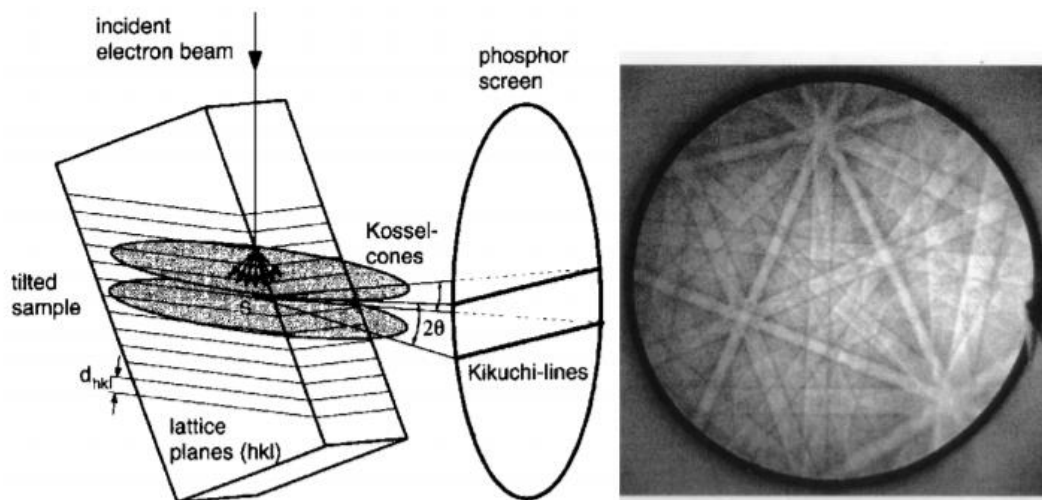 incident
electron beam
phosphor
screen
Kossel-
cones
tilted
sample
S
2θ
d_hkl
Kikuchi-lines
lattice
planes (hkl)